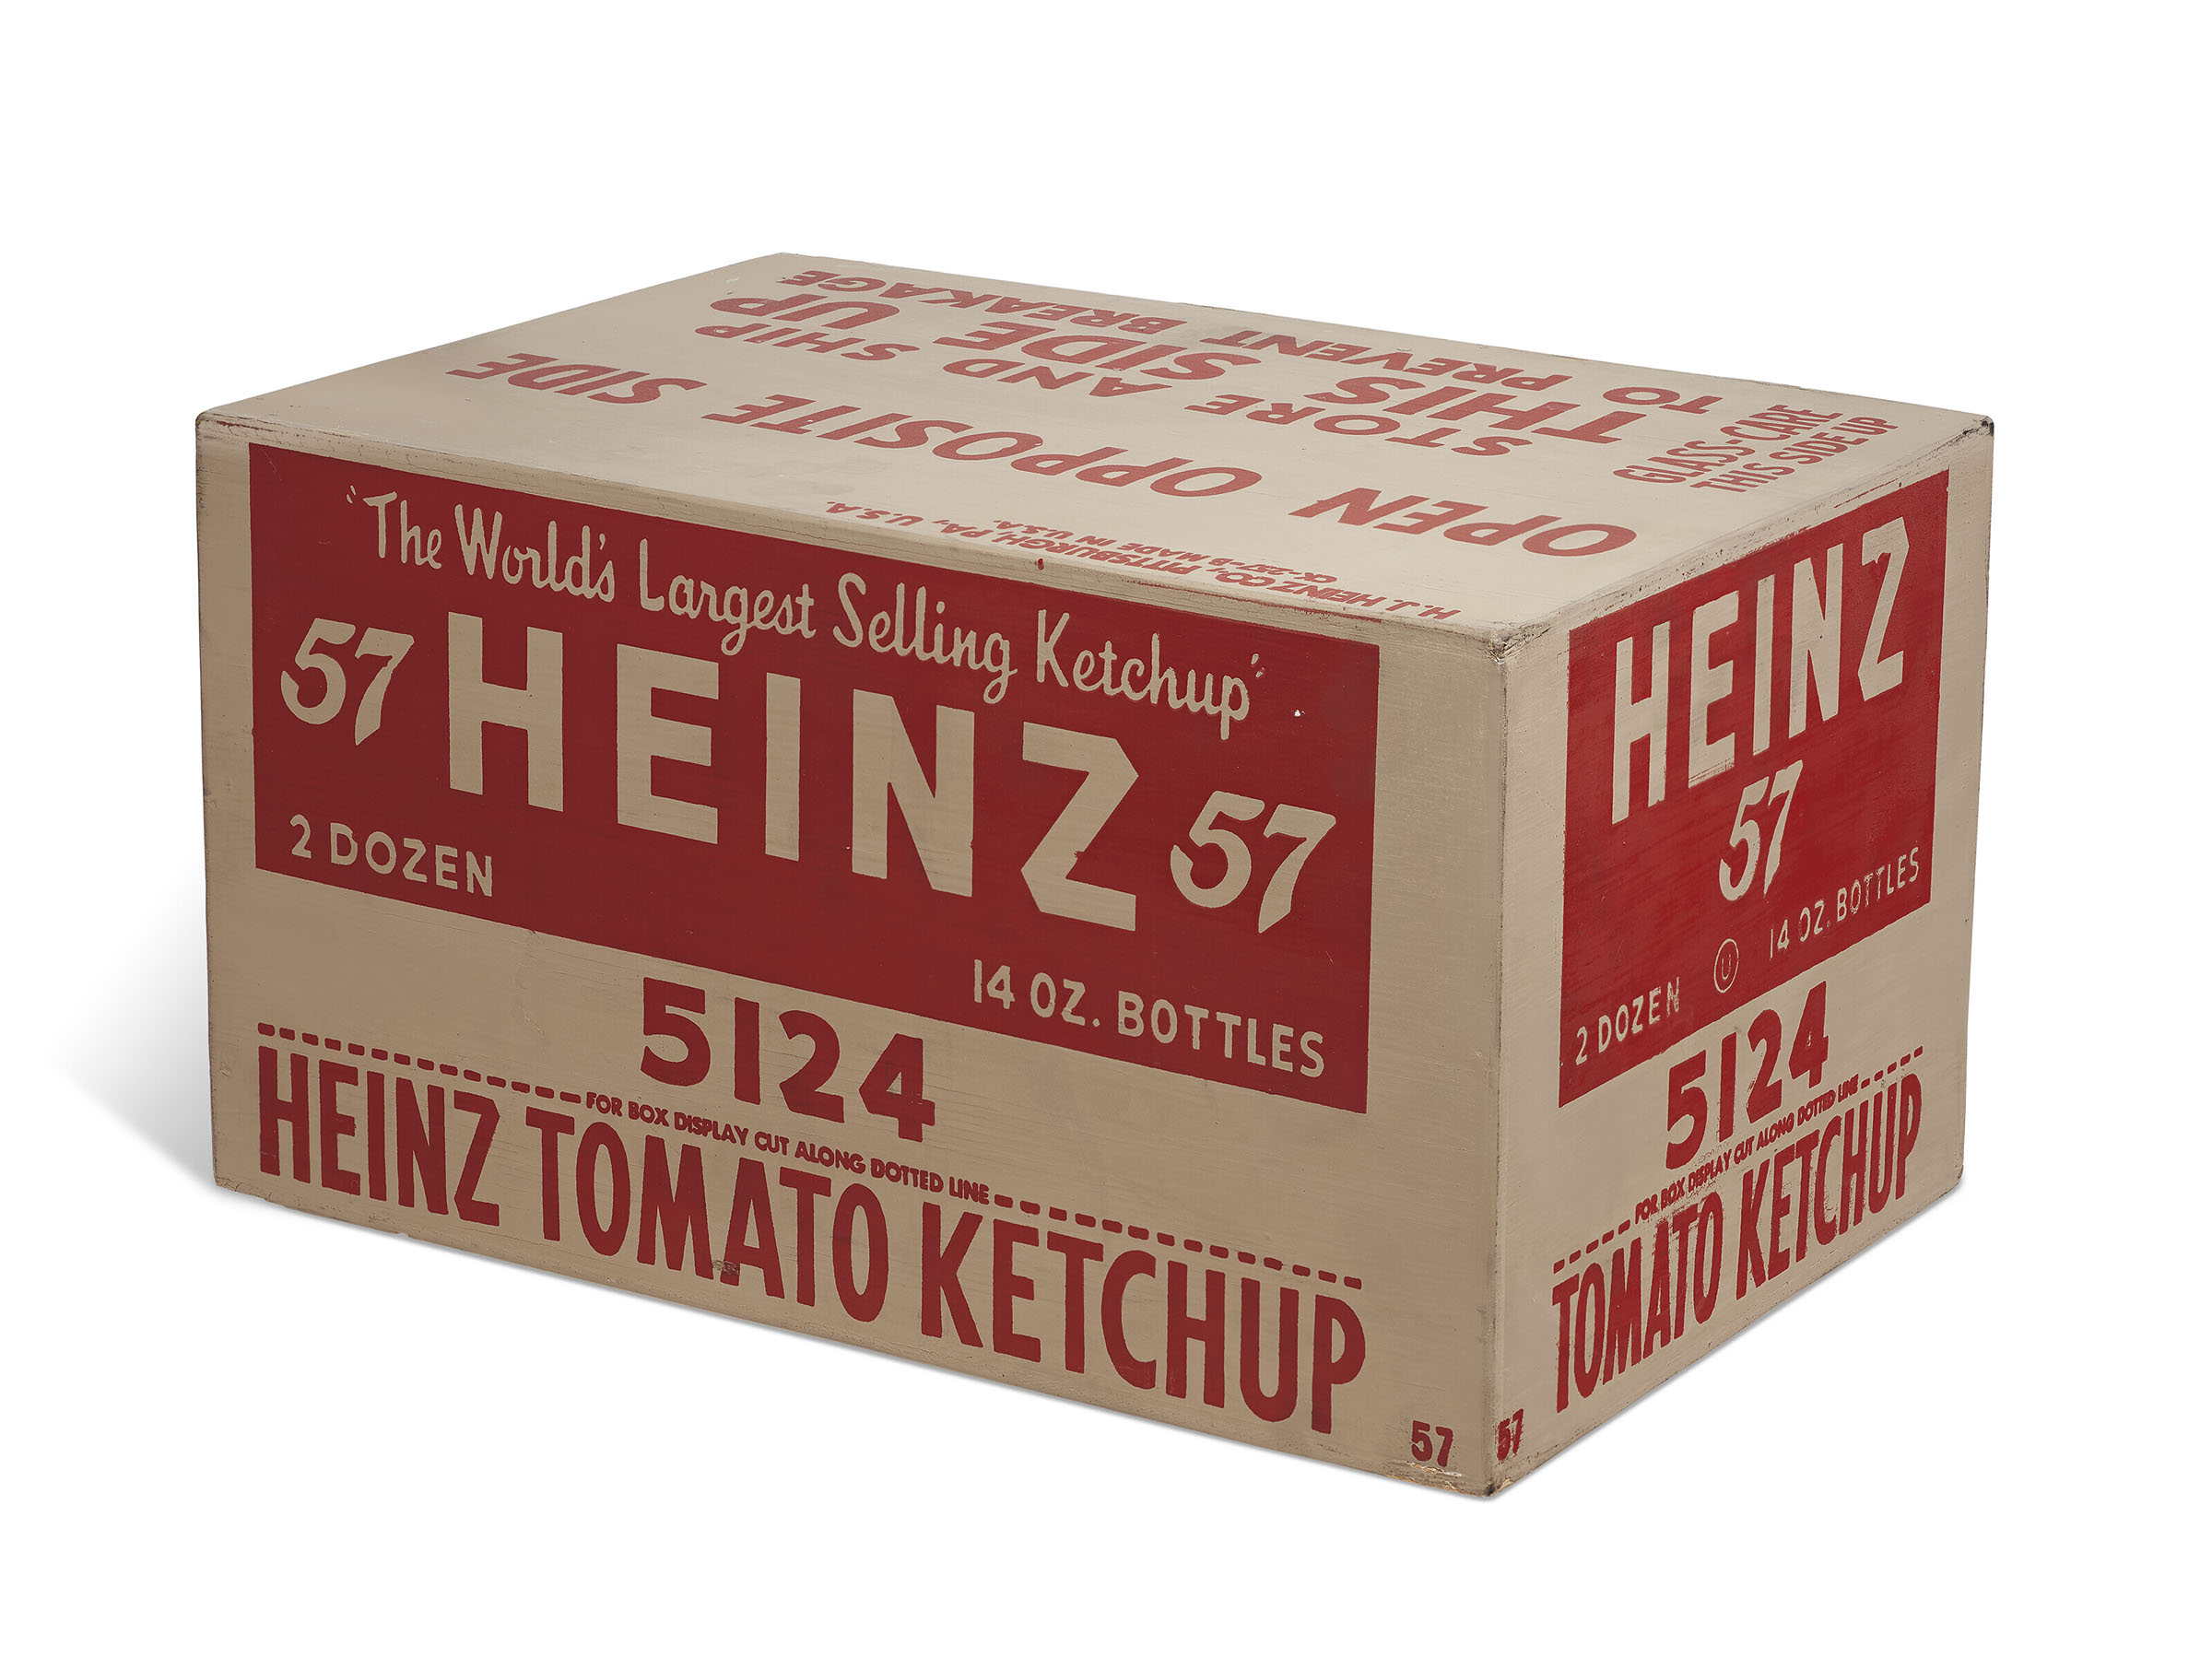 STORE AND SHIP
THIS SIDE UP
TO PREVENT BREAKAGE
OPEN OPPOSITE SIDE
GLASS-CARE
THIS SIDE UP
H. J. HEINZ CO., PITTSBURGH, PA., U.S.A.
MADE IN U.S.A.
"The World's Largest Selling Ketchup"
57 HEINZ 57
2 DOZEN
14 OZ. BOTTLES
5124
FOR BOX DISPLAY CUT ALONG DOTTED LINE
HEINZ TOMATO KETCHUP
57
HEINZ
57
2 DOZEN U 14 OZ. BOTTLES
5124
FOR BOX DISPLAY CUT ALONG DOTTED LINE
TOMATO KETCHUP
57